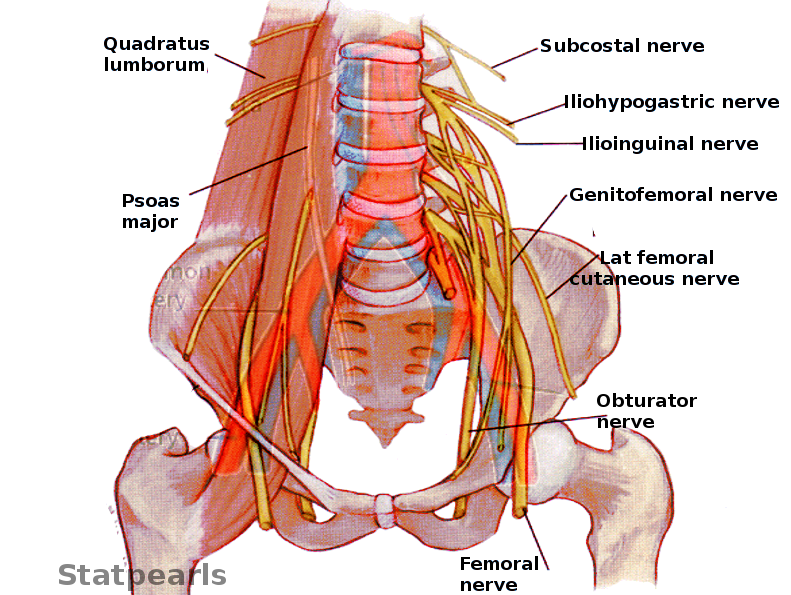 Quadratus
lumborum
Subcostal nerve
Iliohypogastric nerve
Ilioinguinal nerve
Psoas
major
Genitofemoral nerve
Lat femoral
cutaneous nerve
Obturator
nerve
Femoral
nerve
Statpearls